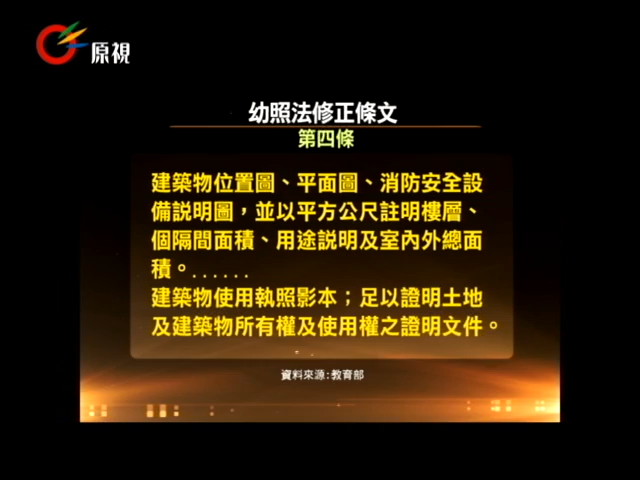 原視
幼照法修正條文
第四條
建築物位置圖、平面圖、消防安全設
備說明圖，並以平方公尺註明樓層、
個隔間面積、用途說明及室內外總面
積。......
建築物使用執照影本；足以證明土地
及建築物所有權及使用權之證明文件。
資料來源:教育部